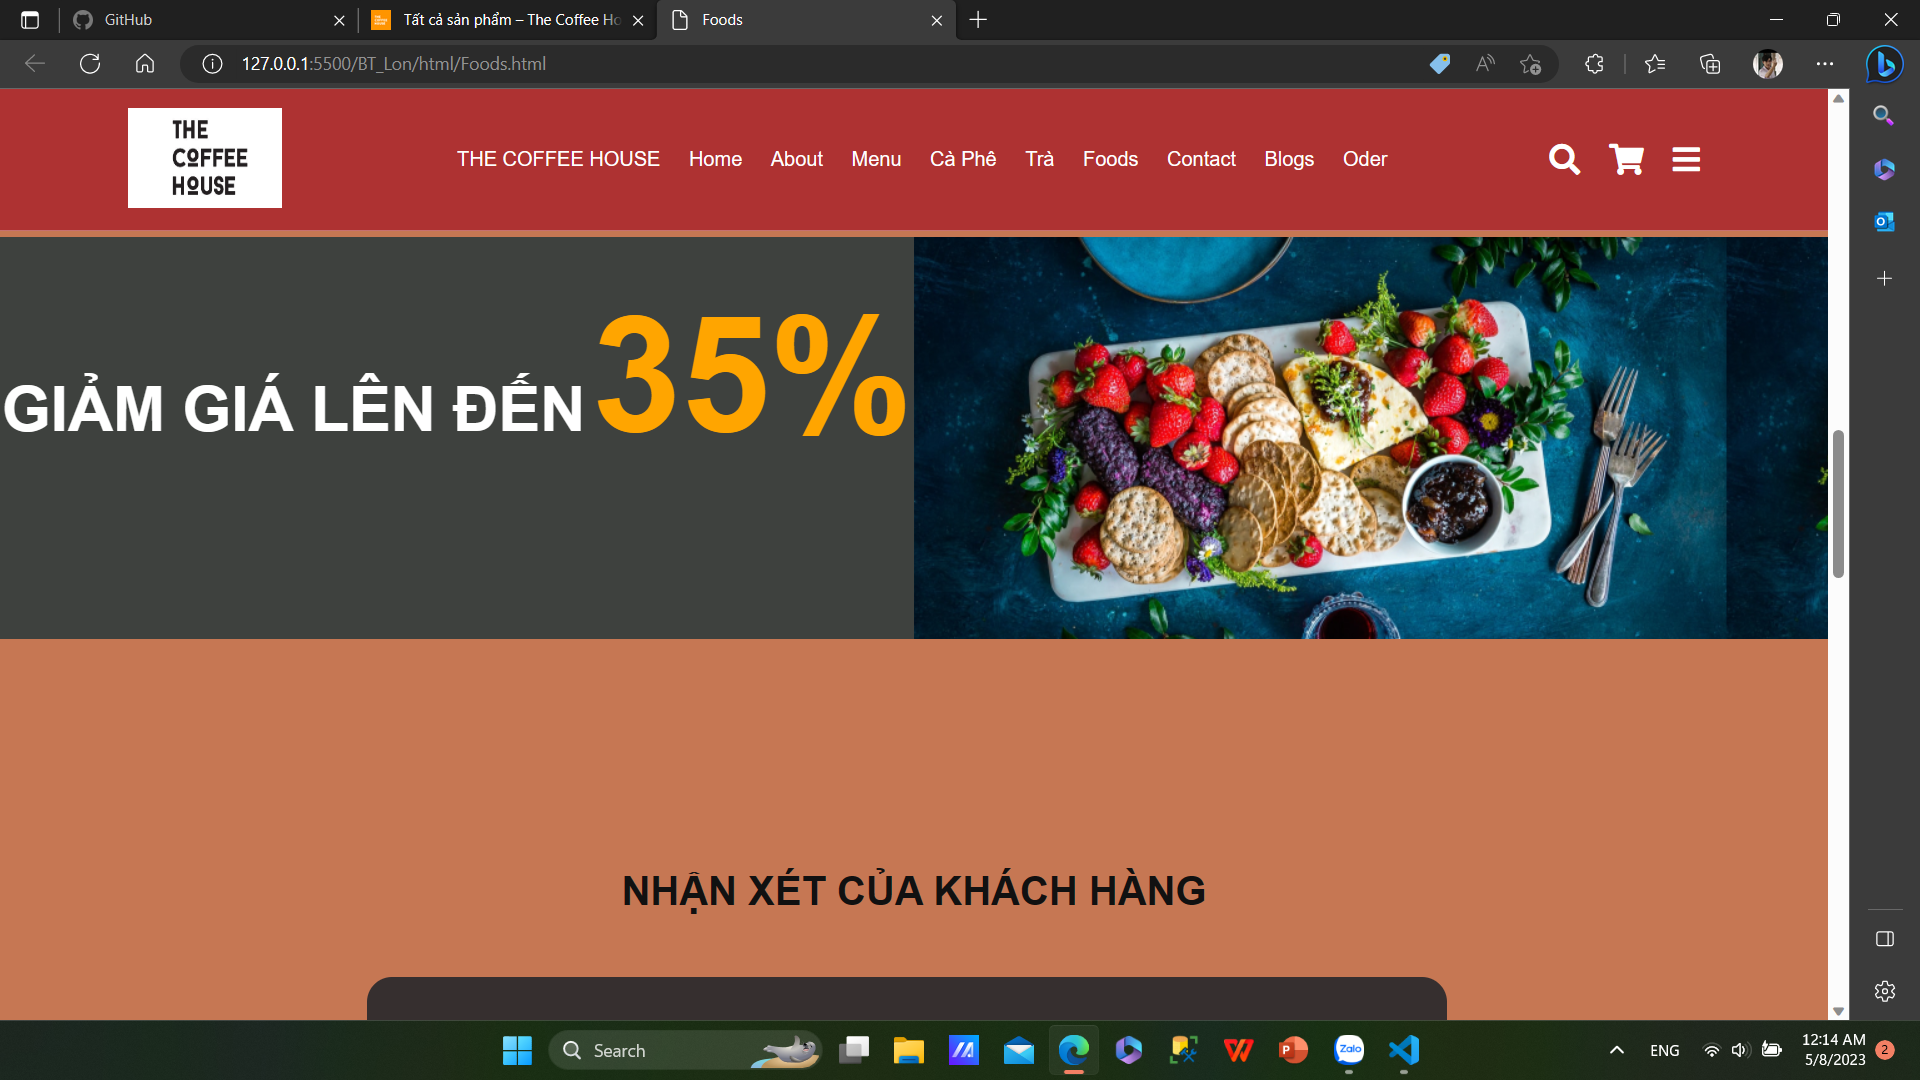 GitHub
Tất cả sản phẩm – The Coffee Ho
Foods
127.0.0.1:5500/BT_Lon/html/Foods.html
THE
COFFEE
HOUSE
THE COFFEE HOUSE Home About Menu Cà Phê Trà Foods Contact Blogs Oder
GIẢM GIÁ LÊN ĐẾN 35%
NHẬN XÉT CỦA KHÁCH HÀNG
Search
Zalo
ENG
12:14 AM
5/8/2023
2